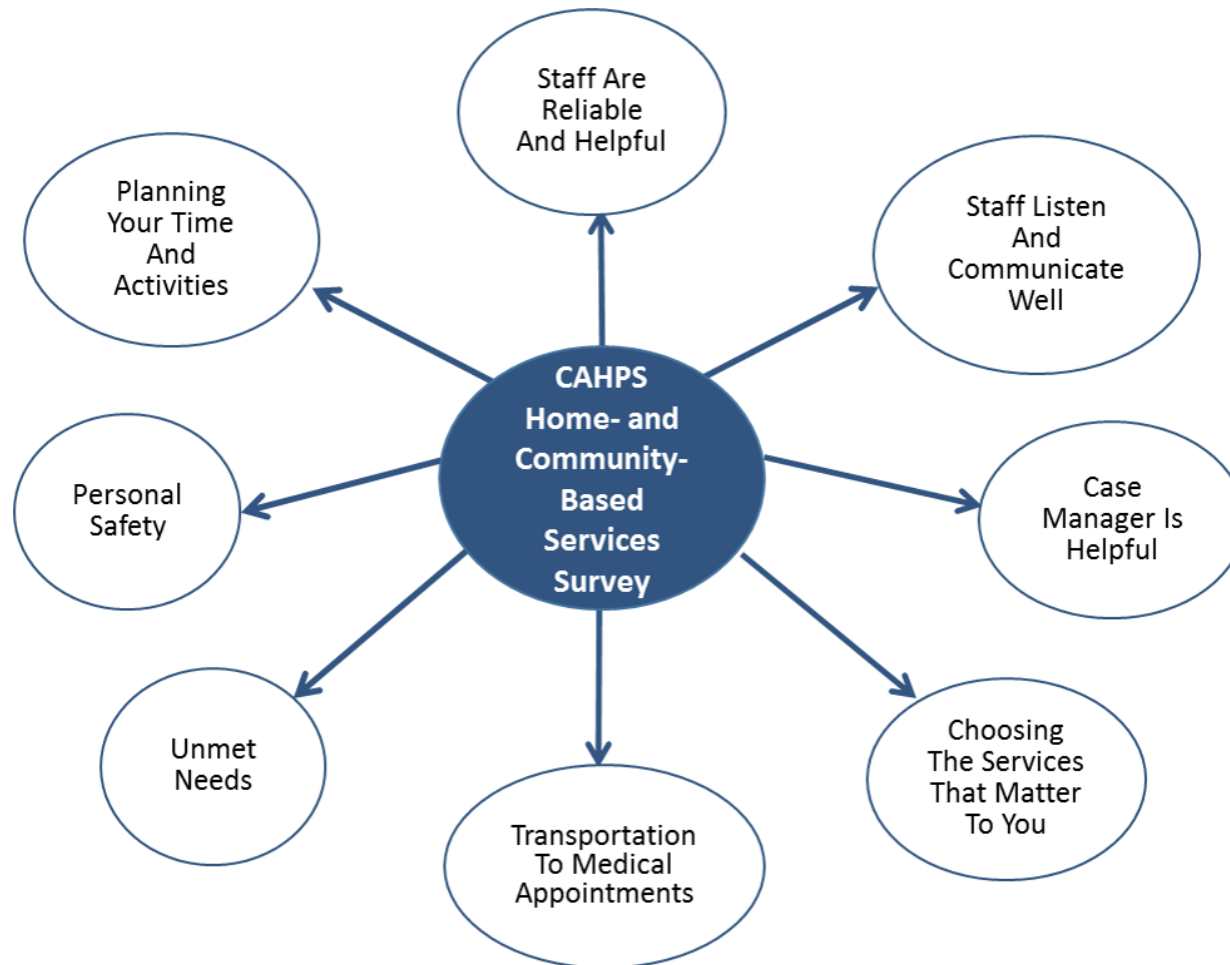 Staff Are
Reliable
And Helpful
Staff Listen
And
Communicate
Well
Case
Manager Is
Helpful
Choosing
The Services
That Matter
To You
Transportation
To Medical
Appointments
Unmet
Needs
Personal
Safety
Planning
Your Time
And
Activities
CAHPS
Home- and
Community-
Based
Services
Survey